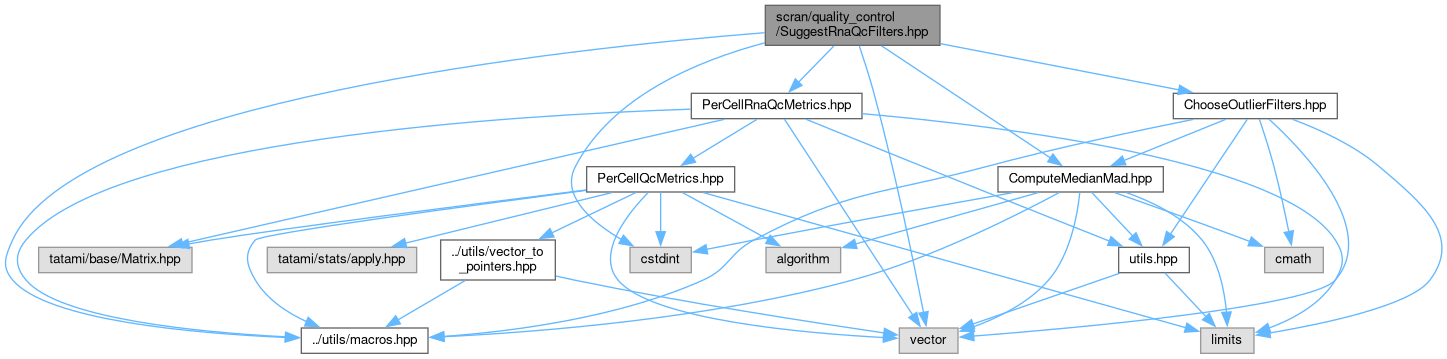 scran/quality_control
/SuggestRnaQcFilters.hpp
PerCellRnaQcMetrics.hpp
ChooseOutlierFilters.hpp
PerCellQcMetrics.hpp
ComputeMedianMad.hpp
tatami/base/Matrix.hpp
tatami/stats/apply.hpp
../utils/vector_to
_pointers.hpp
cstdint
algorithm
utils.hpp
cmath
../utils/macros.hpp
vector
limits